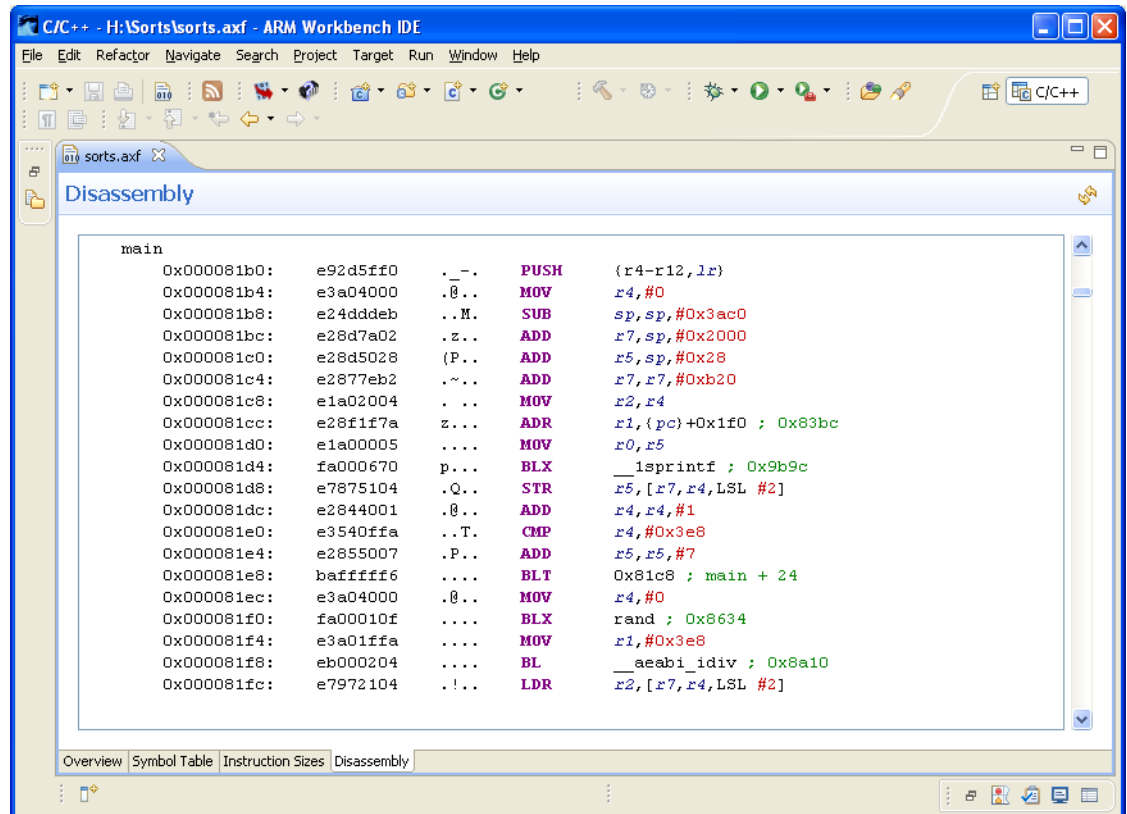 C/C++ - H:\Sorts\sorts.axf - ARM Workbench IDE
File Edit Refactor Navigate Search Project Target Run Window Help
C/C++
sorts.axf
Disassembly
main
0x000081b0: e92d5ff0 ._-. PUSH {r4-r12,lr}
0x000081b4: e3a04000 .@.. MOV r4,#0
0x000081b8: e24dddeb ..M. SUB sp,sp,#0x3ac0
0x000081bc: e28d7a02 .z.. ADD r7,sp,#0x2000
0x000081c0: e28d5028 (P.. ADD r5,sp,#0x28
0x000081c4: e2877eb2 .~.. ADD r7,r7,#0xb20
0x000081c8: e1a02004 . .. MOV r2,r4
0x000081cc: e28f1f7a z... ADR r1,{pc}+0x1f0 ; 0x83bc
0x000081d0: e1a00005 .... MOV r0,r5
0x000081d4: fa000670 p... BLX __1sprintf ; 0x9b9c
0x000081d8: e7875104 .Q.. STR r5,[r7,r4,LSL #2]
0x000081dc: e2844001 .@.. ADD r4,r4,#1
0x000081e0: e3540ffa ..T. CMP r4,#0x3e8
0x000081e4: e2855007 .P.. ADD r5,r5,#7
0x000081e8: bafffff6 .... BLT 0x81c8 ; main + 24
0x000081ec: e3a04000 .@.. MOV r4,#0
0x000081f0: fa00010f .... BLX rand ; 0x8634
0x000081f4: e3a01ffa .... MOV r1,#0x3e8
0x000081f8: eb000204 .... BL __aeabi_idiv ; 0x8a10
0x000081fc: e7972104 .!.. LDR r2,[r7,r4,LSL #2]
Overview Symbol Table Instruction Sizes Disassembly